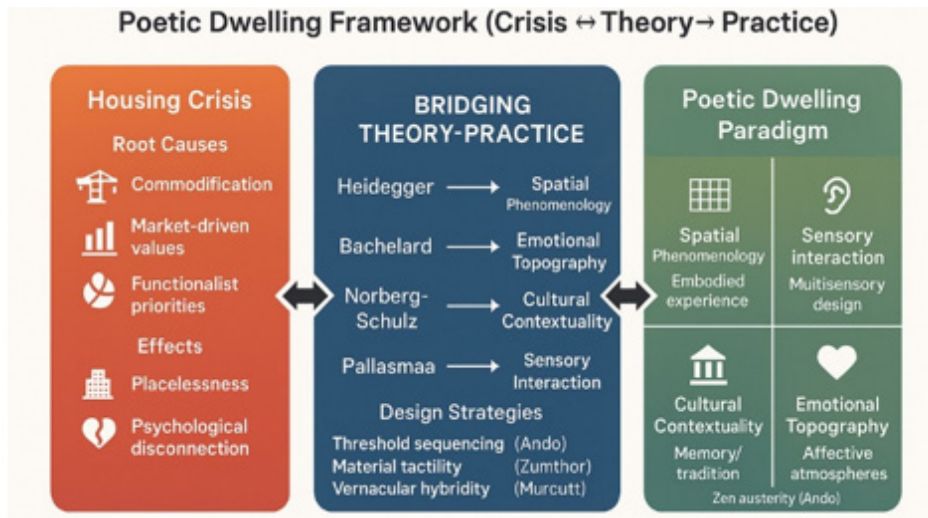 Poetic Dwelling Framework (Crisis ↔ Theory → Practice)
Housing Crisis
Root Causes
Commodification
Market-driven
values
Functionalist
priorities
Effects
Placelessness
Psychological
disconnection
BRIDGING
THEORY-PRACTICE
Heidegger → Spatial
Phenomenology
Bachelard → Emotional
Topography
Norberg-
Schulz → Cultural
Contextuality
Pallasmaa → Sensory
Interaction
Design Strategies
Threshold sequencing (Ando)
Material tactility (Zumthor)
Vernacular hybridity (Murcutt)
Poetic Dwelling
Paradigm
Spatial
Phenomenology
Embodied
experience
Sensory
interaction
Multisensory
design
Cultural
Contextuality
Memory/
tradition
Emotional
Topography
Affective
atmospheres
Zen austerity (Ando)